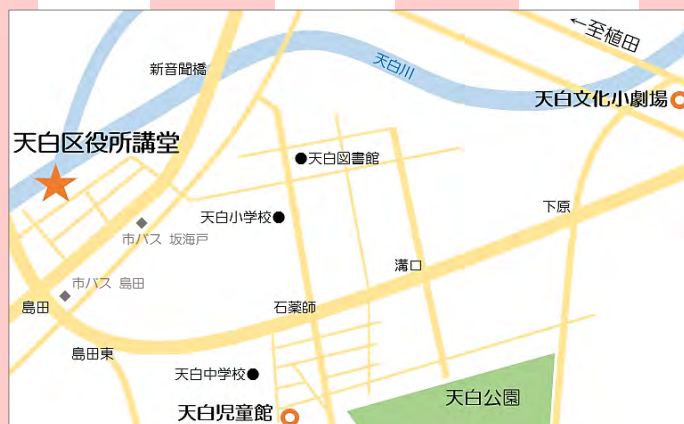 ←至植田
新音聞橋
天白川
天白文化小劇場
天白区役所講堂
天白図書館
天白小学校
下原
市バス 坂海戸
溝口
市バス 島田
島田
石薬師
島田東
天白中学校
天白公園
天白児童館